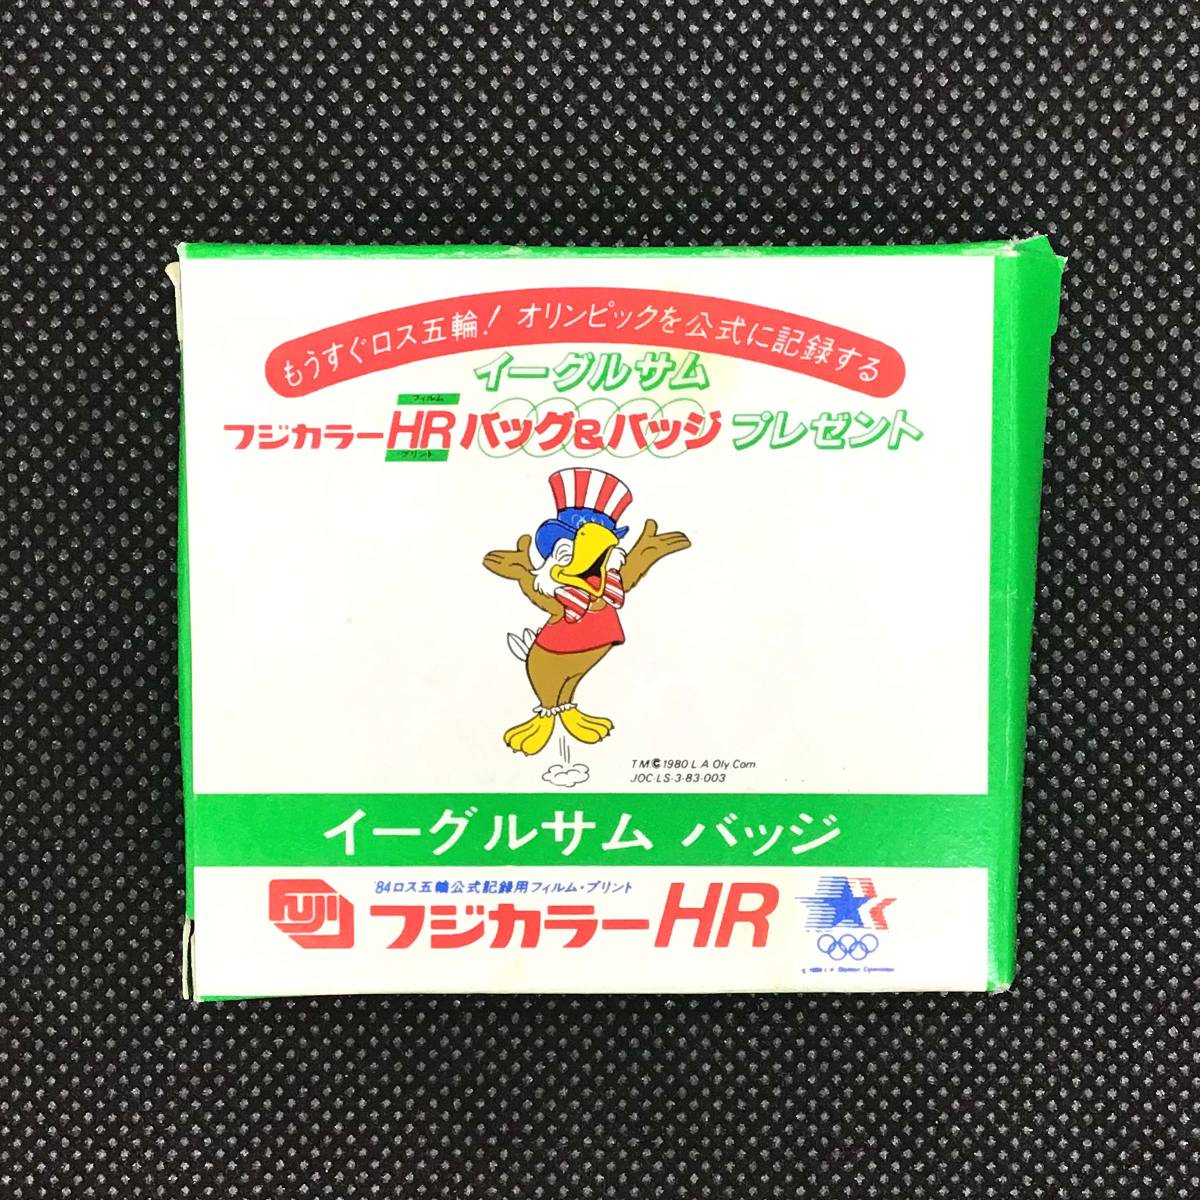 もうすぐロス五輪! オリンピックを公式に記録する
イーグルサム
フィルム
フジカラーHR バッグ&バッジ プレゼント
プリント
TM©1980 L.A. Oly Com.
JOC-LS-3-83-003
イーグルサム バッジ
FUJI
'84ロス五輪公式記録用フィルム・プリント
フジカラーHR